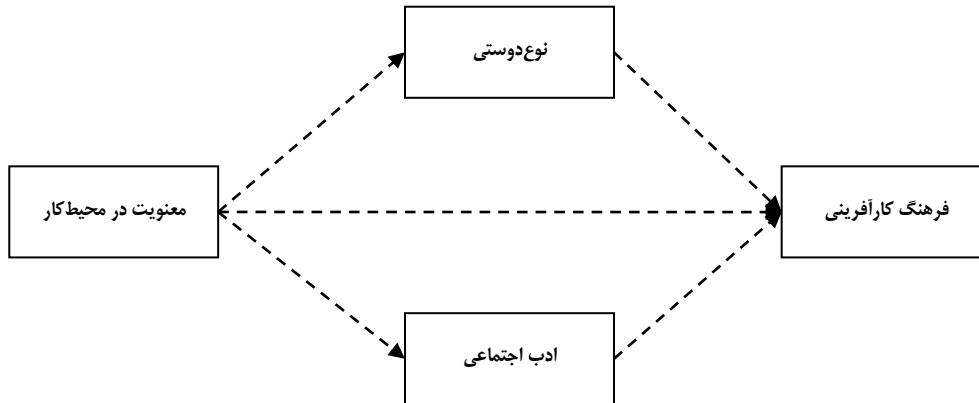 نوع‌دوستی
معنویت در محیط‌کار
فرهنگ کارآفرینی
ادب اجتماعی